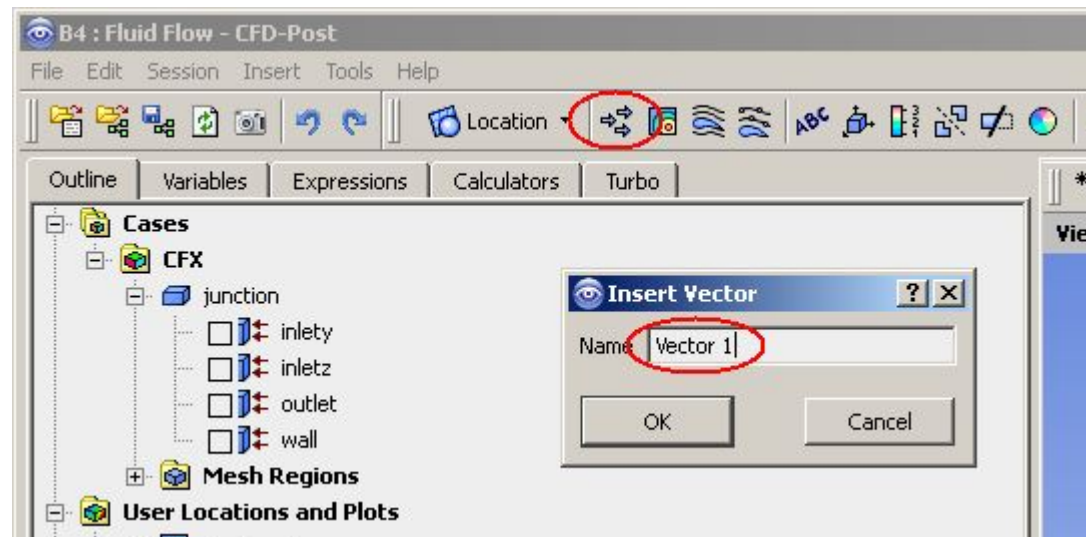 B4 : Fluid Flow - CFD-Post
File Edit Session Insert Tools Help
Location ABC
Outline Variables Expressions Calculators Turbo
Cases
CFX
junction
inlety
inletz
outlet
wall
Mesh Regions
User Locations and Plots
Insert Vector
Name Vector 1
OK Cancel